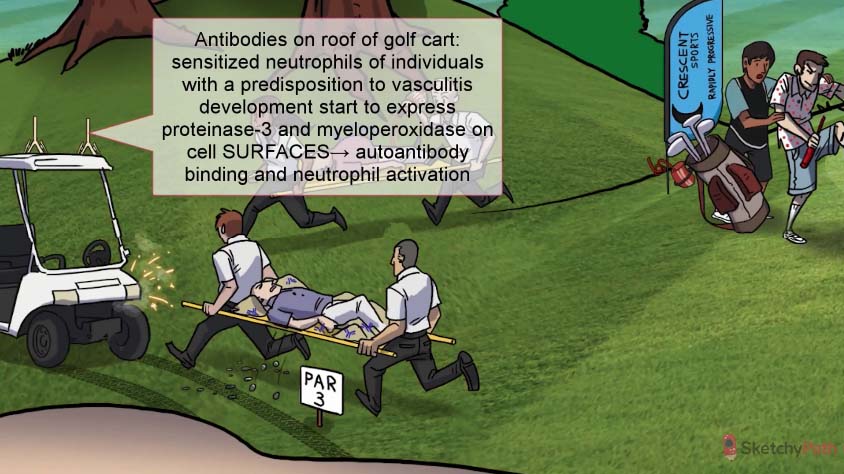 Antibodies on roof of golf cart:
sensitized neutrophils of individuals
with a predisposition to vasculitis
development start to express
proteinase-3 and myeloperoxidase on
cell SURFACES→ autoantibody
binding and neutrophil activation
CRESCENT
SPORTS
RAPIDLY PROGRESSIVE
PAR
3
SketchyPath